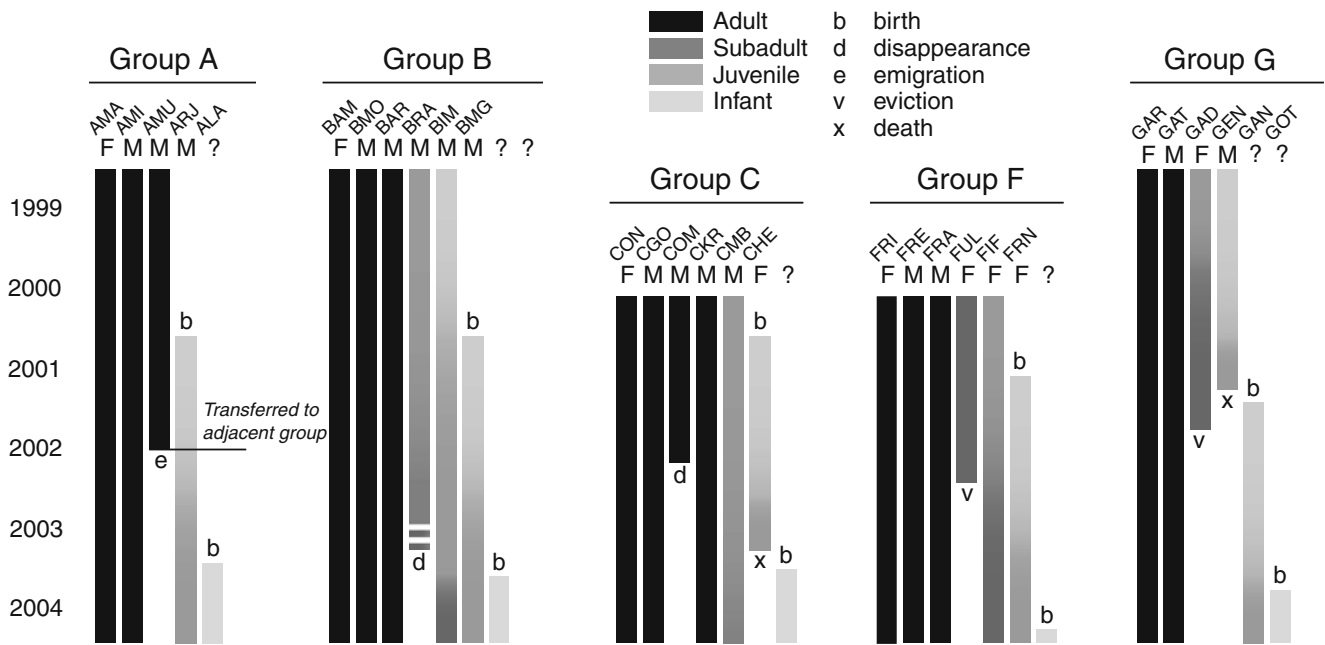 Adult b birth
Subadult d disappearance
Juvenile e emigration
Infant v eviction
x death
Group A
AMA AMI AMU ARJ ALA
F M M M ?
Group B
BAM BMO BAR BRA BIM BMG
F M M M M M ? ?
Group C
CON CGO COM CKR CMB CHE
F M M M M F ?
Group F
FRI FRE FRA FUL FIF FRN
F M M F F F ?
Group G
GAR GAT GAD GEN GAN GOT
F M F M ? ?
1999
2000
2001
2002
2003
2004
b
Transferred to
adjacent group
e
b
b
d
b
b
d
x
b
b
v
b
x
b
v
b